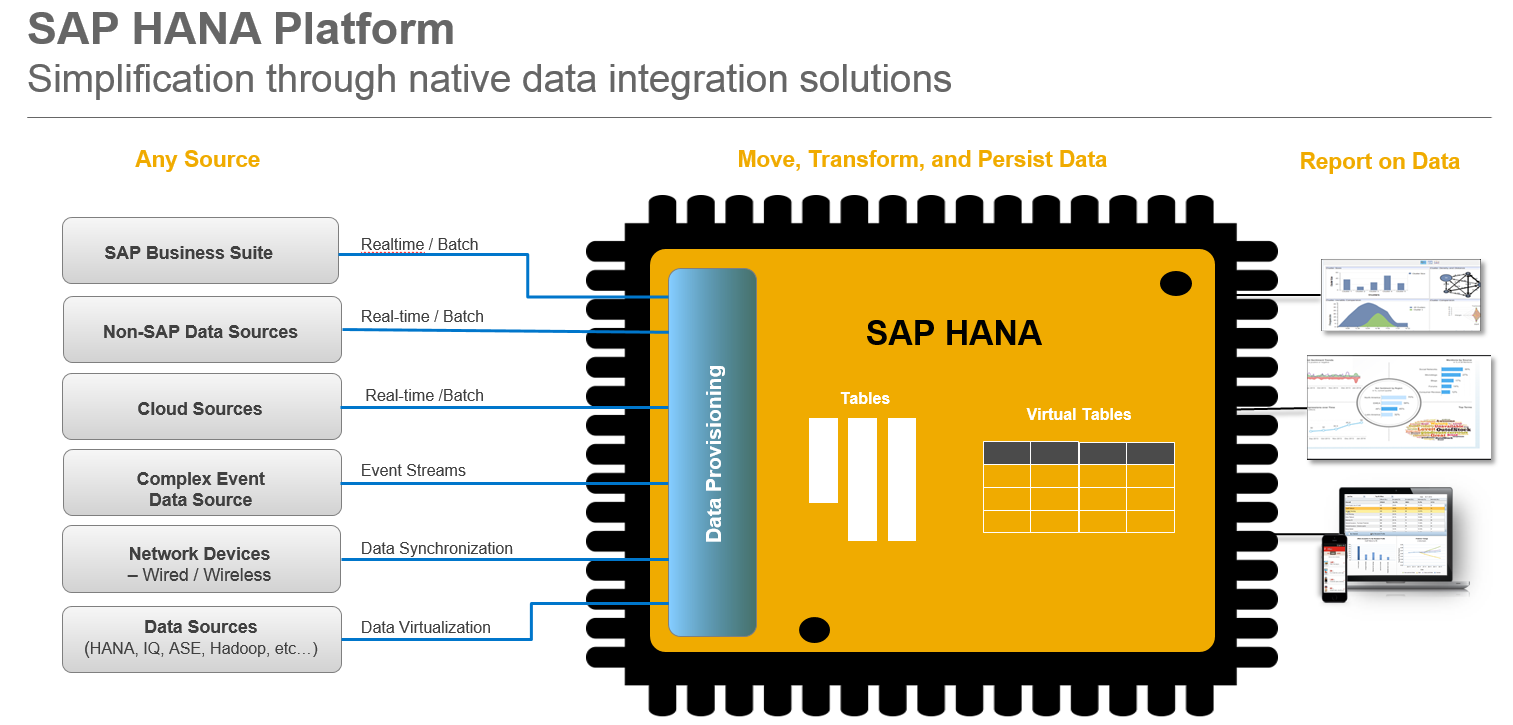 SAP HANA Platform
Simplification through native data integration solutions
Any Source
Move, Transform, and Persist Data
Report on Data
SAP Business Suite
Realtime / Batch
Non-SAP Data Sources
Real-time / Batch
Cloud Sources
Real-time /Batch
Complex Event
Data Source
Event Streams
Network Devices
– Wired / Wireless
Data Synchronization
Data Sources
(HANA, IQ, ASE, Hadoop, etc…)
Data Virtualization
Data Provisioning
SAP HANA
Tables
Virtual Tables
OutofStock